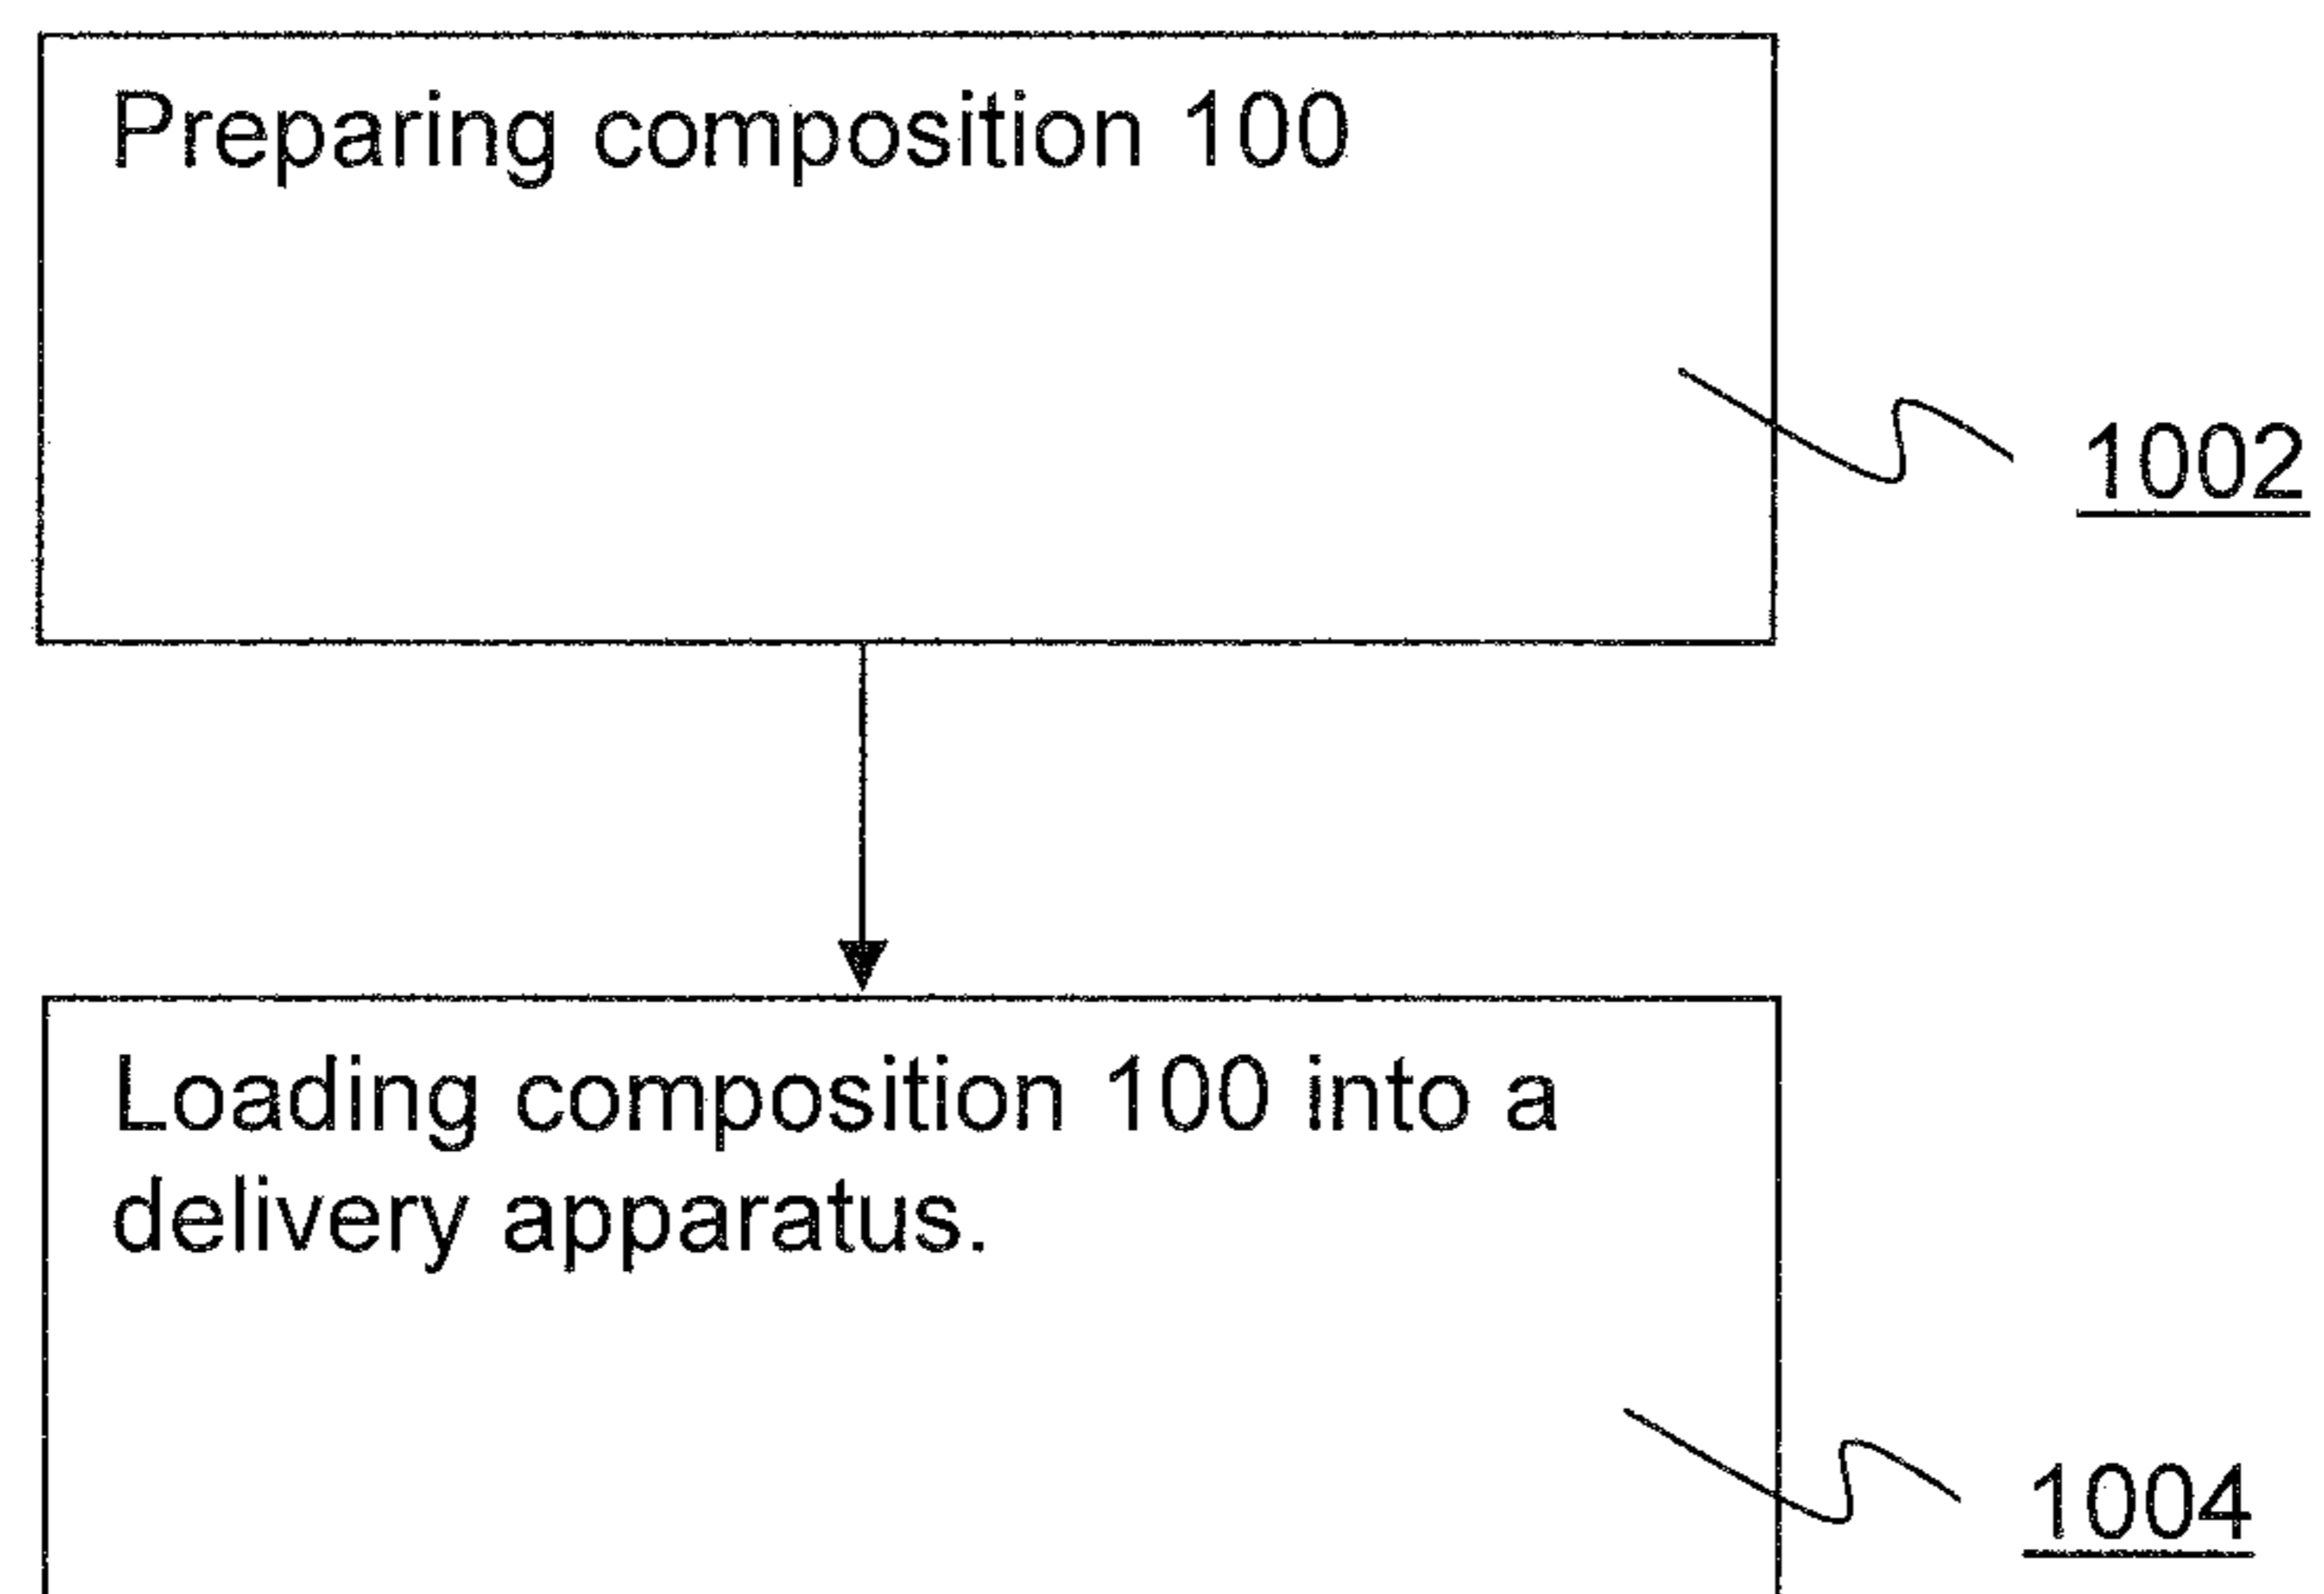 Preparing composition 100
1002
Loading composition 100 into a
delivery apparatus.
1004